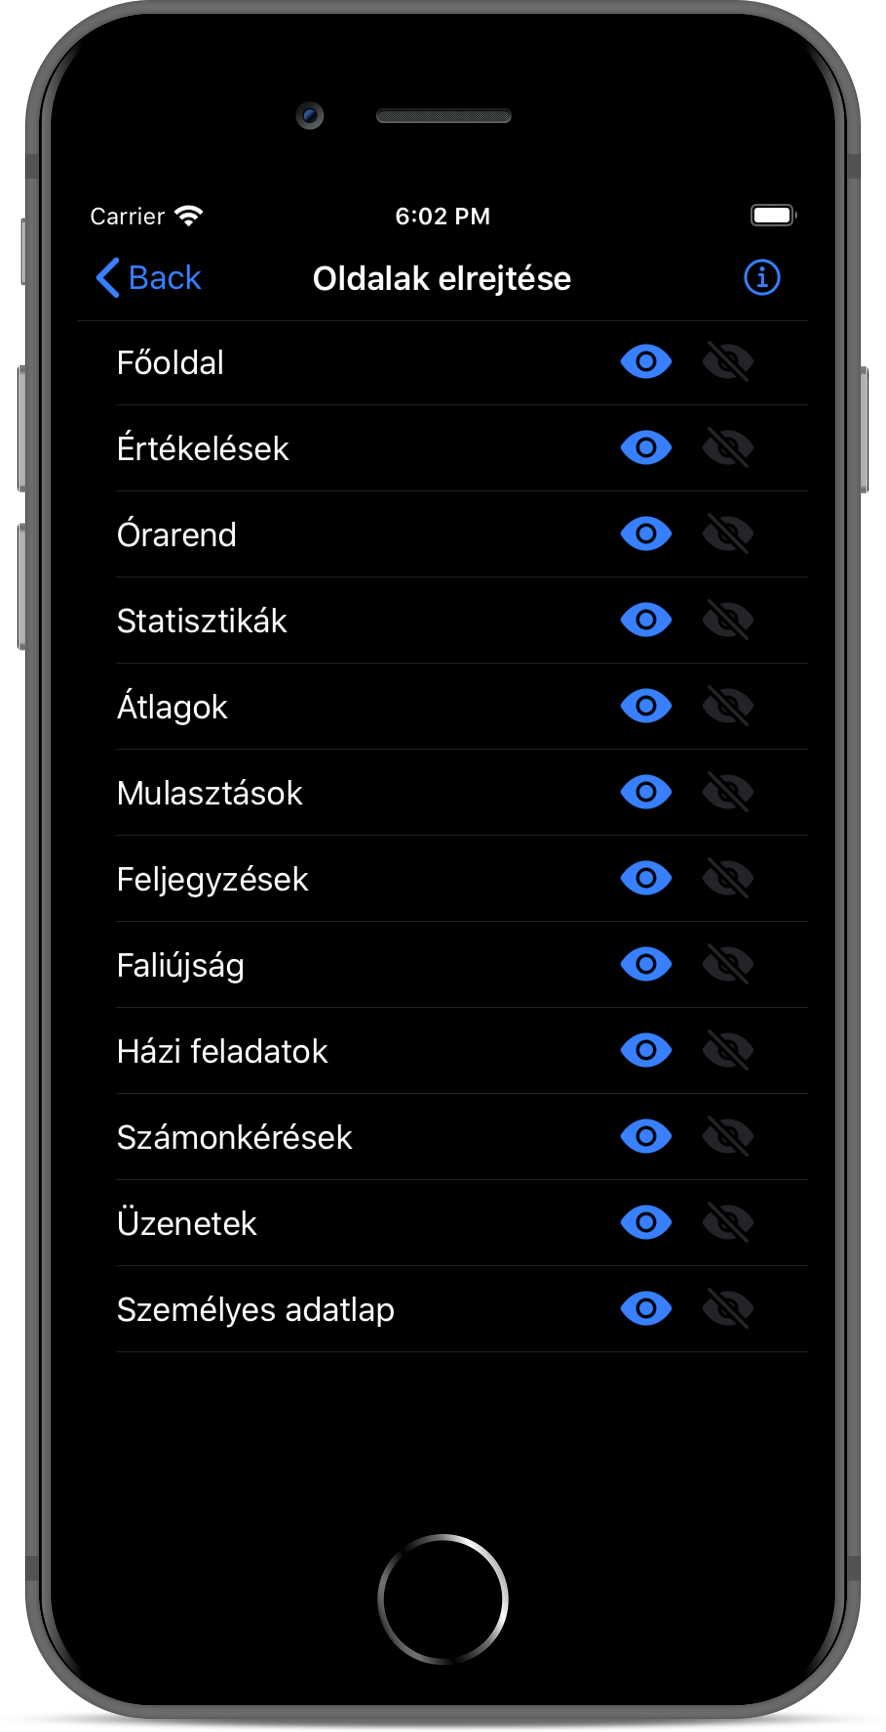 Carrier 6:02 PM
Back Oldalak elrejtése
Főoldal
Értékelések
Órarend
Statisztikák
Átlagok
Mulasztások
Feljegyzések
Faliújság
Házi feladatok
Számonkérések
Üzenetek
Személyes adatlap